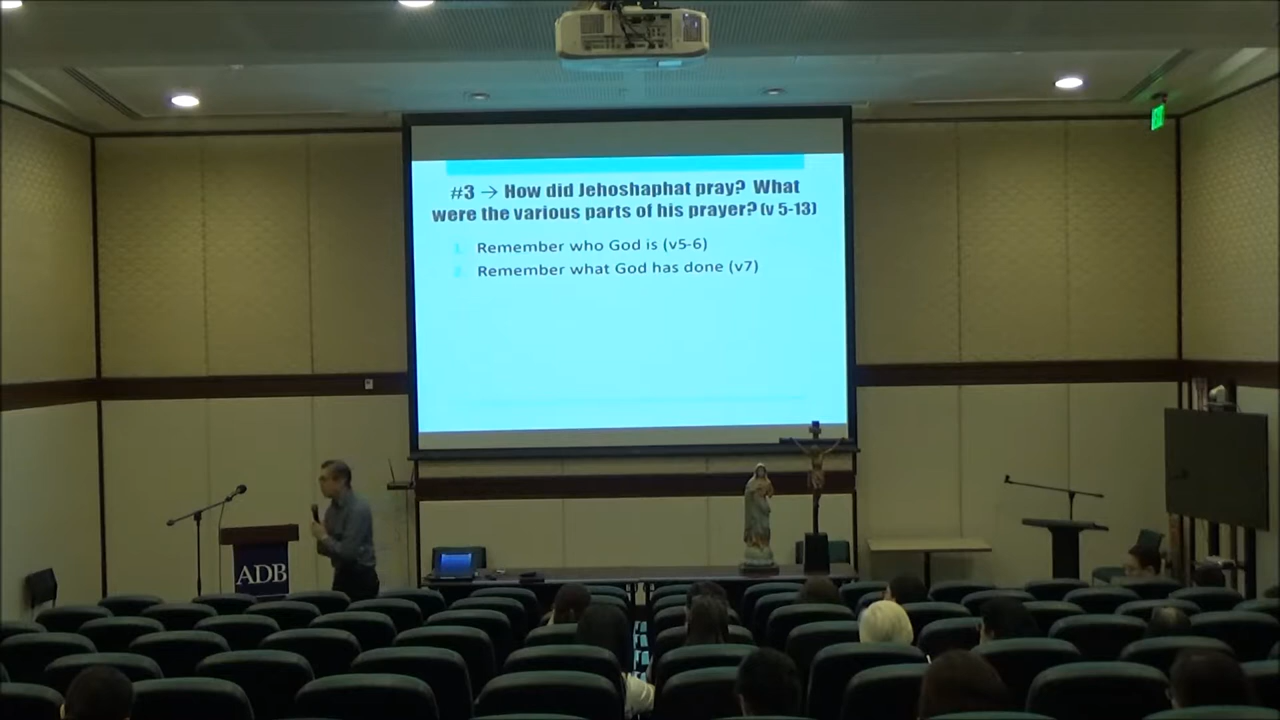 #3 → How did Jehoshaphat pray? What
were the various parts of his prayer? (v 5-13)
1. Remember who God is (v5-6)
2. Remember what God has done (v7)
ADB